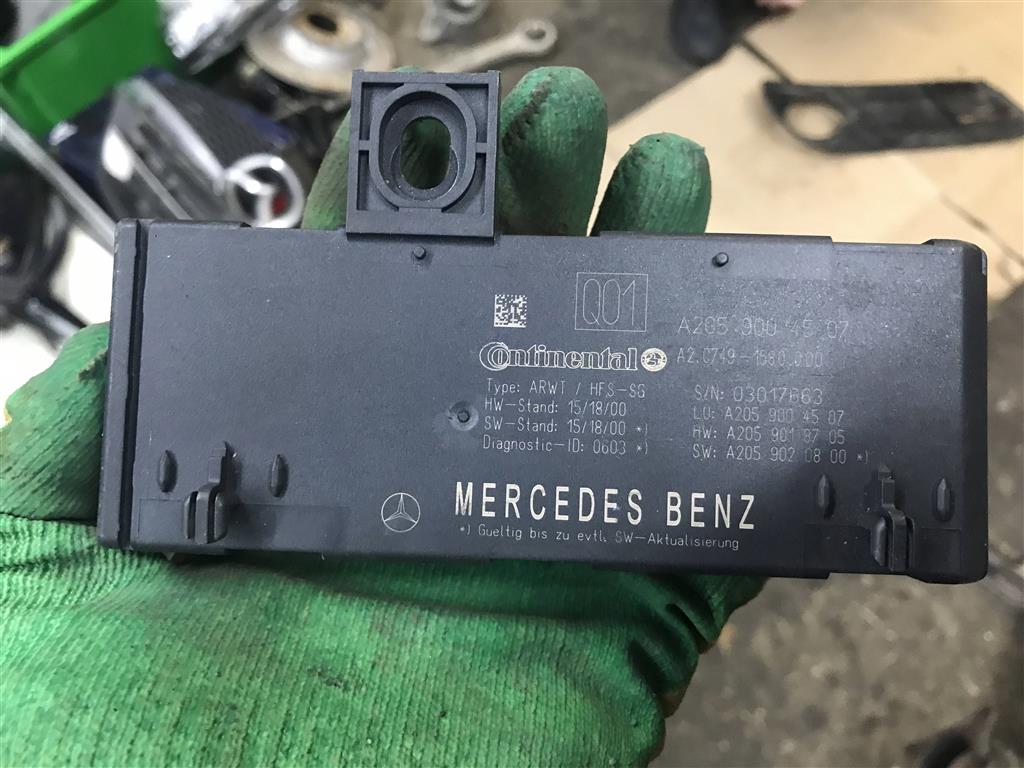 Q01
A205 900 45 07
Continental
A2.C749-1580.000
Type: ARWT / HFS-SG
S/N: 03017663
HW-Stand: 15/18/00
LU: A205 900 45 07
SW-Stand: 15/18/00 *)
HW: A205 901 87 05
Diagnostic-ID: 0603 *)
SW: A205 902 08 00 *)
MERCEDES BENZ
*) Gueltig bis zu evtl. SW-Aktualisierung